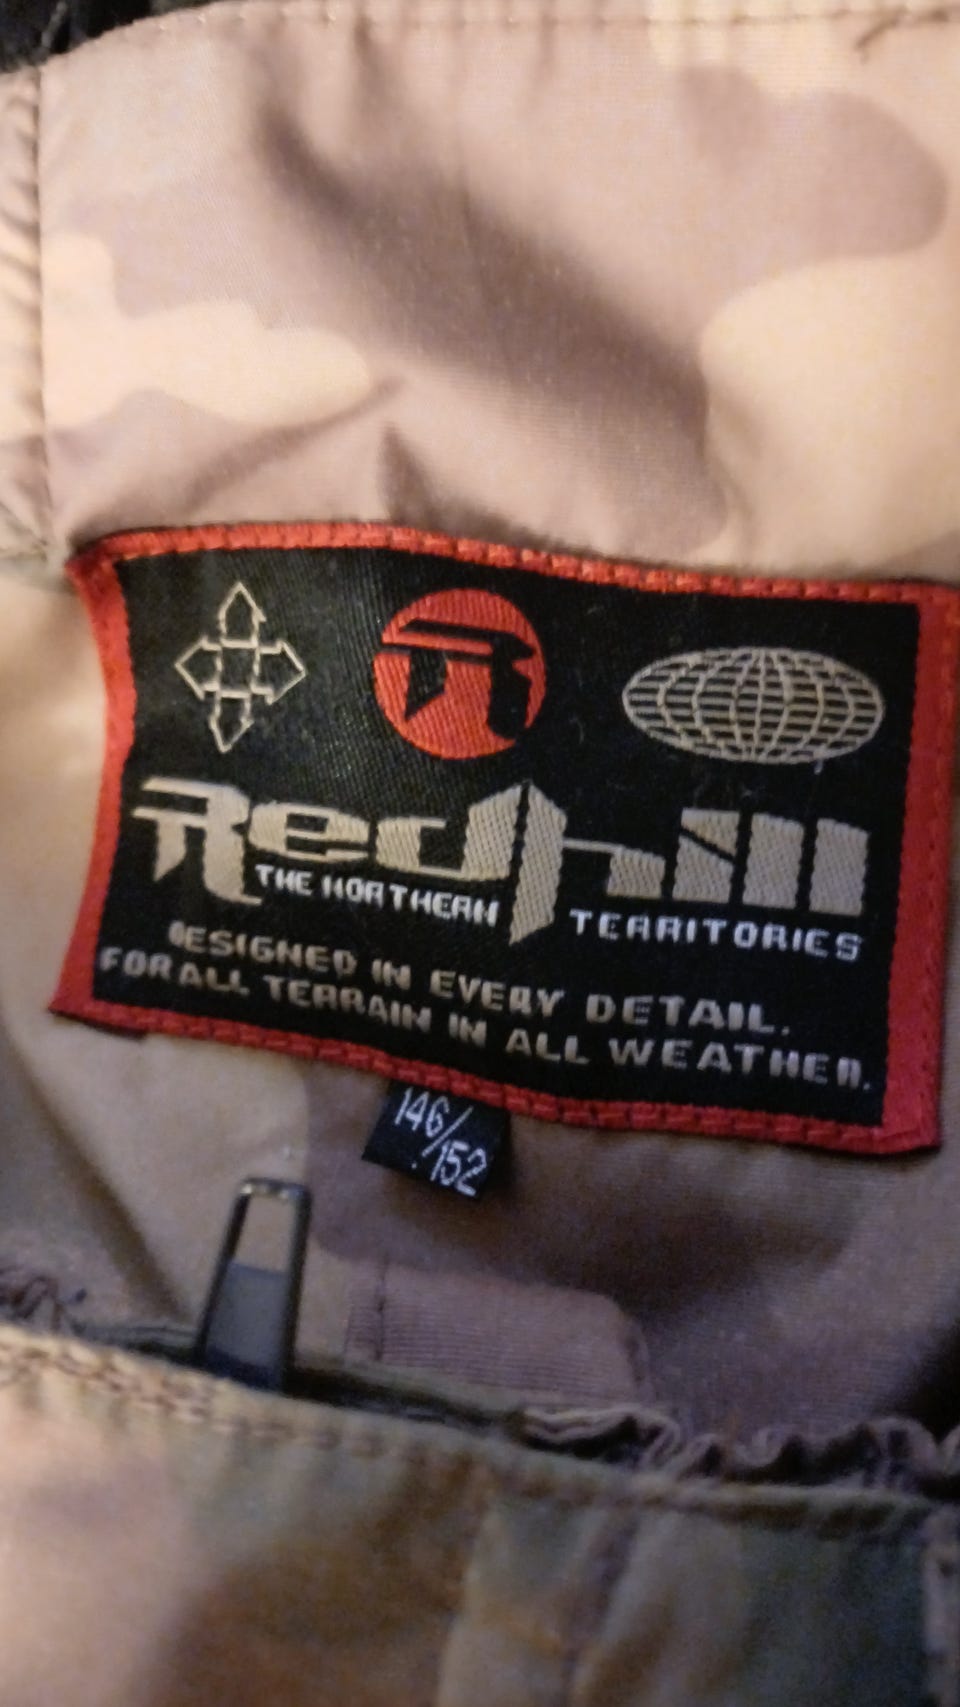 R
Redhill
THE NORTHERN TERRITORIES
DESIGNED IN EVERY DETAIL.
FOR ALL TERRAIN IN ALL WEATHER.
146/
152